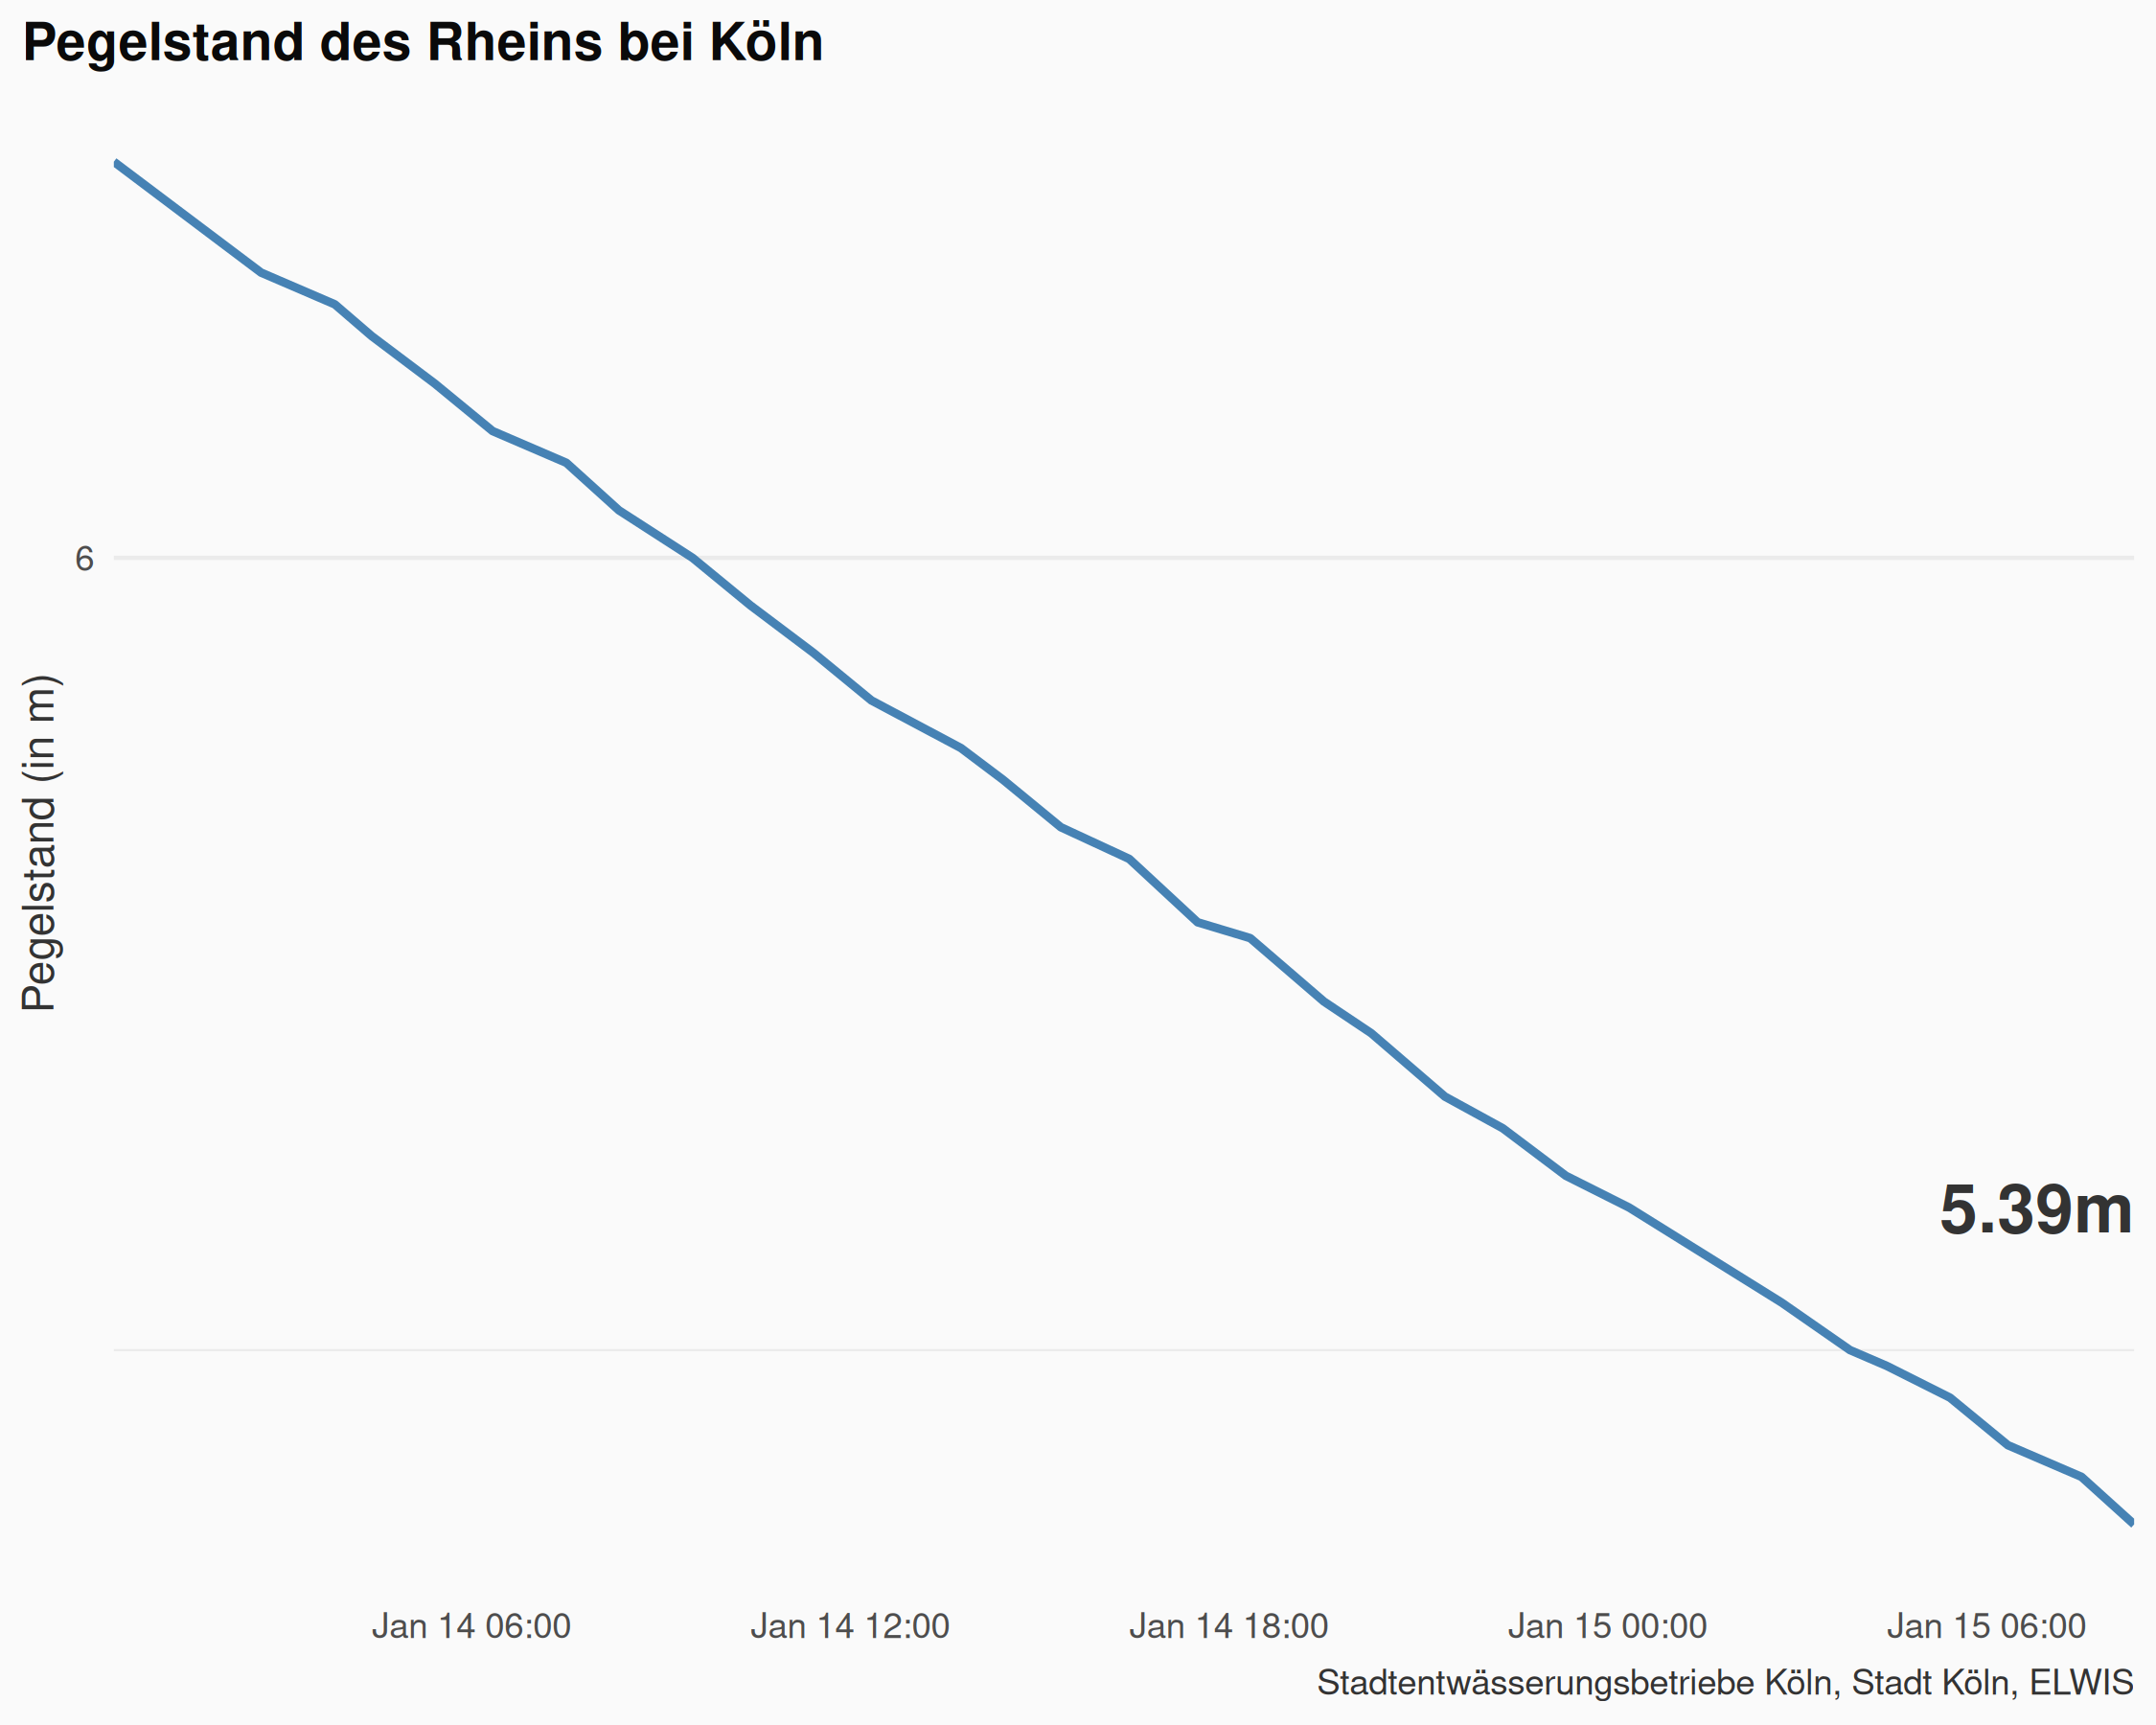 Pegelstand des Rheins bei Köln
6
Pegelstand (in m)
5.39m
Jan 14 06:00
Jan 14 12:00
Jan 14 18:00
Jan 15 00:00
Jan 15 06:00
Stadtentwässerungsbetriebe Köln, Stadt Köln, ELWIS